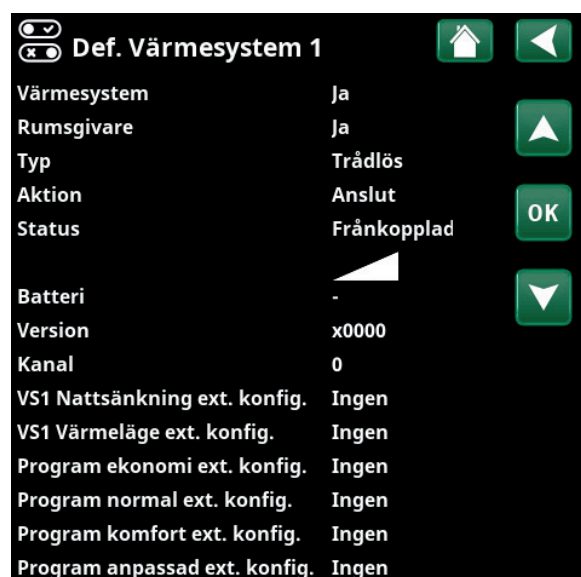 Def. Värmesystem 1
Värmesystem Ja
Rumsgivare Ja
Typ Trådlös
Aktion Anslut
OK
Status Frånkopplad
Batteri -
Version x0000
Kanal 0
VS1 Nattsänkning ext. konfig. Ingen
VS1 Värmeläge ext. konfig. Ingen
Program ekonomi ext. konfig. Ingen
Program normal ext. konfig. Ingen
Program komfort ext. konfig. Ingen
Program anpassad ext. konfig. Ingen